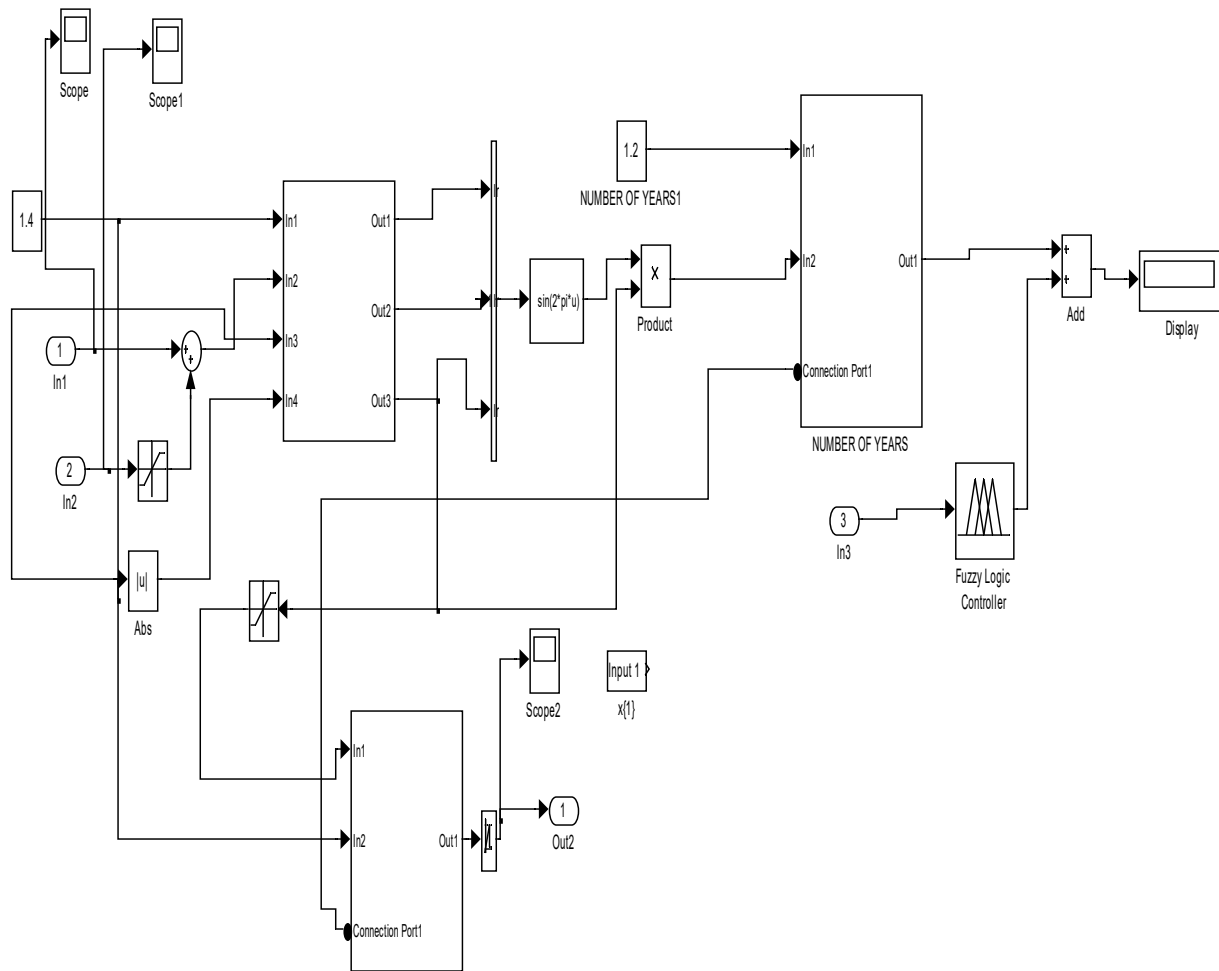 Scope
Scope1
1.4
In1
In2
In3
In4
Out1
Out2
Out3
1
In1
2
In2
|u|
Abs
sin(2*pi*u)
X
Product
1.2
NUMBER OF YEARS1
In1
In2
Connection Port1
Out1
NUMBER OF YEARS
+
+
Add
Display
3
In3
Fuzzy Logic
Controller
+
+
Scope2
Input 1
x{1}
In1
In2
Connection Port1
Out1
1
Out2